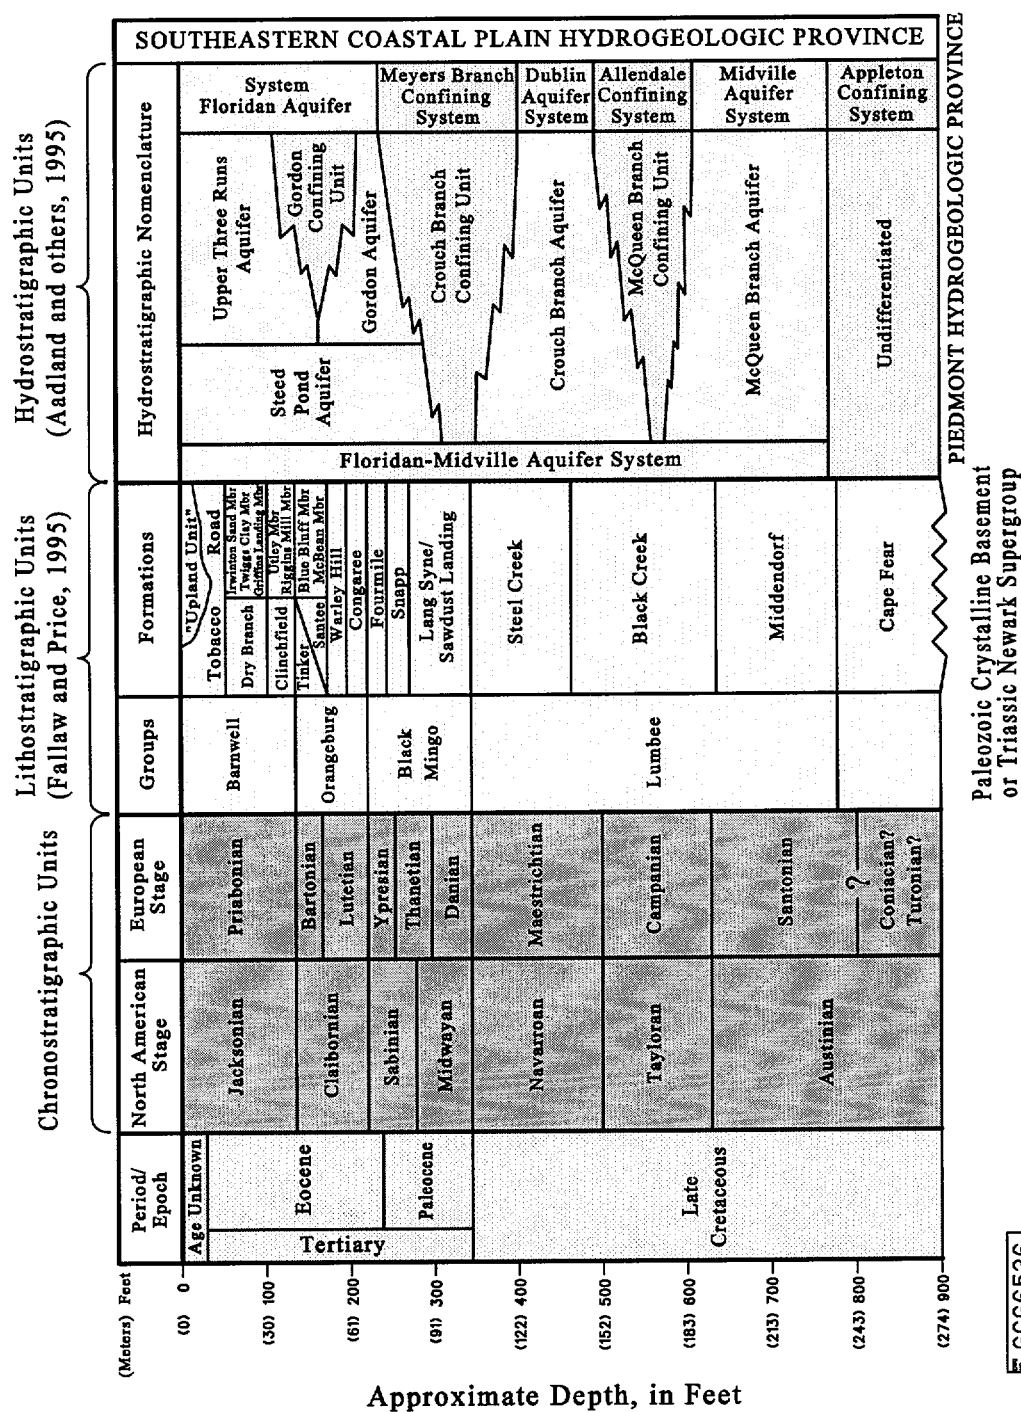 Chronostratigraphic Units
Lithostratigraphic Units
(Fallaw and Price, 1995)
Hydrostratigraphic Units
(Aadland and others, 1995)
(Meters) Feet
Period/
Epoch
North American
Stage
European
Stage
Groups
Formations
Hydrostratigraphic Nomenclature
SOUTHEASTERN COASTAL PLAIN HYDROGEOLOGIC PROVINCE
Approximate Depth, in Feet
(0) 0
(30) 100
(61) 200
(91) 300
(122) 400
(152) 500
(183) 600
(213) 700
(243) 800
(274) 900
Age Unknown
Tertiary
Eocene
Paleocene
Late
Cretaceous
Jacksonian
Claibornian
Sabinian
Midwayan
Navarroan
Tayloran
Austinian
Priabonian
Bartonian
Lutetian
Ypresian
Thanetian
Danian
Maestrichtian
Campanian
Santonian
?
Coniacian?
Turonian?
Barnwell
Orangeburg
Black
Mingo
Lumbee
"Upland Unit"
Tobacco Road
Dry Branch
Irwinton Sand Mbr
Twiggs Clay Mbr
Griffins Landing Mbr
Clinchfield
Utley Mbr
Riggins Mill Mbr
Tinker
Santee
Blue Bluff Mbr
McBean Mbr
Warley Hill
Congaree
Fourmile
Snapp
Lang Syne/
Sawdust Landing
Steel Creek
Black Creek
Middendorf
Cape Fear
Floridan-Midville Aquifer System
Steed
Pond
Aquifer
Upper Three Runs
Aquifer
Gordon
Confining
Unit
Gordon Aquifer
Crouch Branch
Confining Unit
Crouch Branch Aquifer
McQueen Branch
Confining Unit
McQueen Branch Aquifer
Undifferentiated
System
Floridan Aquifer
Meyers Branch
Confining
System
Dublin
Aquifer
System
Allendale
Confining
System
Midville
Aquifer
System
Appleton
Confining
System
Paleozoic Crystalline Basement
or Triassic Newark Supergroup
PIEDMONT HYDROGEOLOGIC PROVINCE